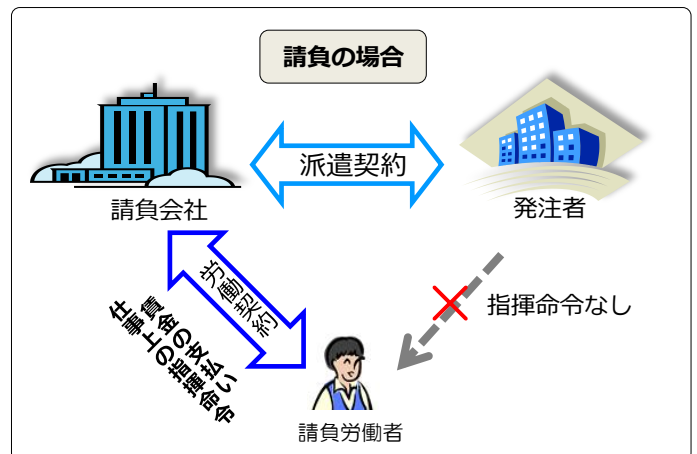 請負の場合
派遣契約
請負会社
発注者
労働契約
賃金の支払い
仕事上の指揮命令
指揮命令なし
請負労働者